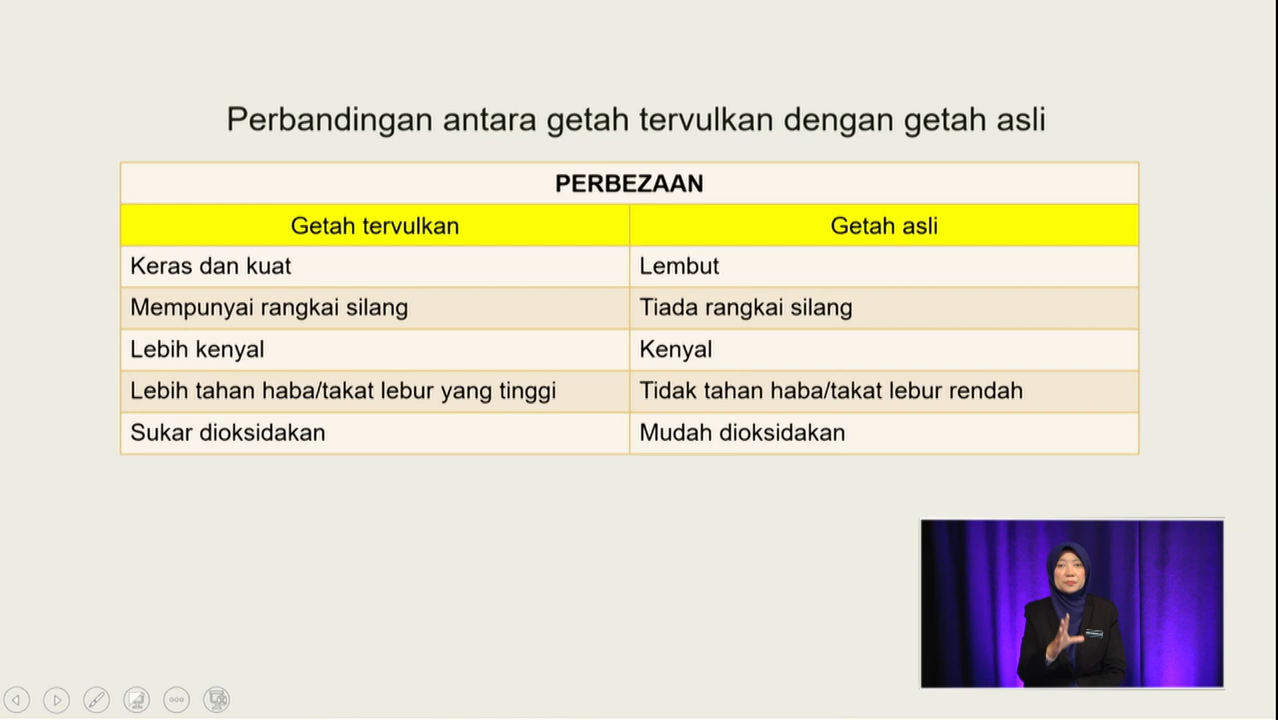 Perbandingan antara getah tervulkan dengan getah asli
PERBEZAAN
Getah tervulkan Getah asli
Keras dan kuat Lembut
Mempunyai rangkai silang Tiada rangkai silang
Lebih kenyal Kenyal
Lebih tahan haba/takat lebur yang tinggi Tidak tahan haba/takat lebur rendah
Sukar dioksidakan Mudah dioksidakan